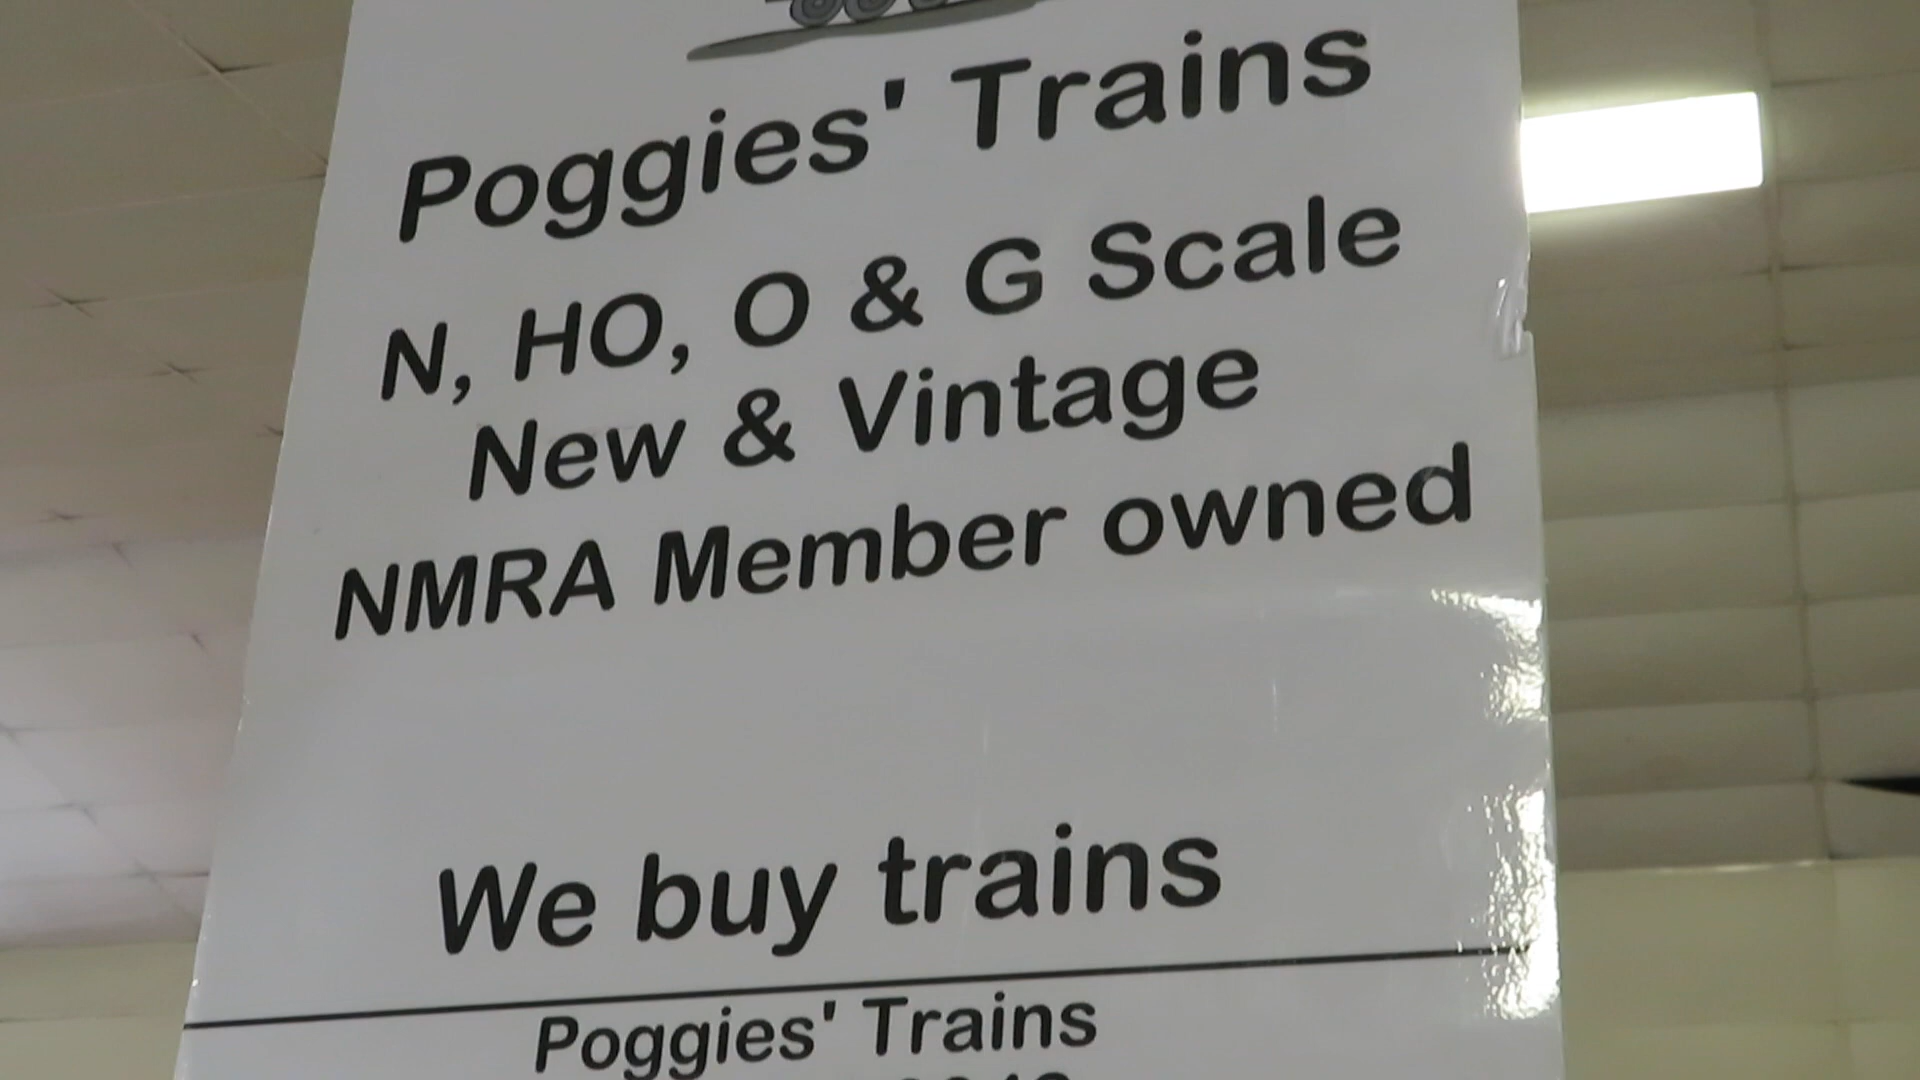 Poggies' Trains
N, HO, O & G Scale
New & Vintage
NMRA Member owned
We buy trains
Poggies' Trains